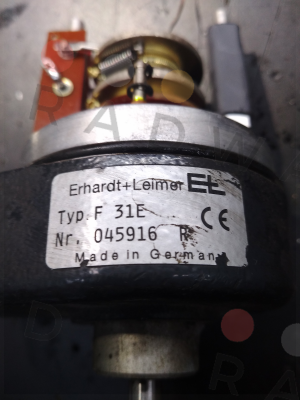 Erhardt+Leimer EL
Typ. F 31E CE
Nr. 045916 R
Made in Germany